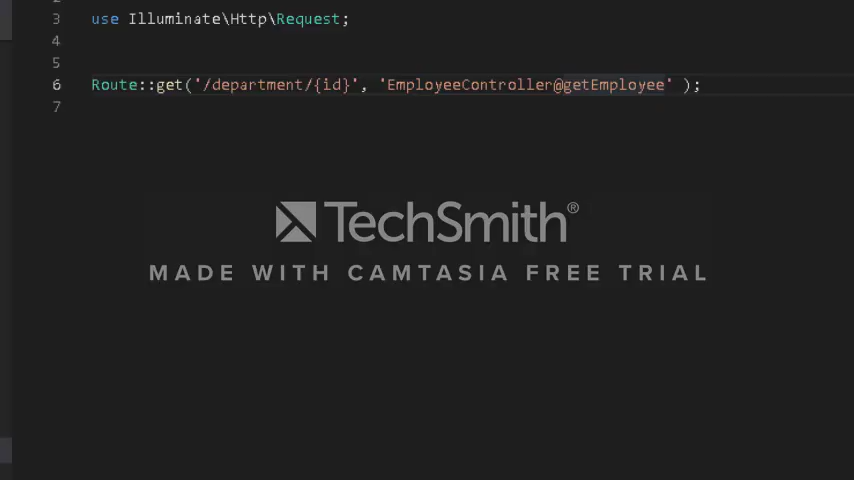 3 use Illuminate\Http\Request;
4
5
6 Route::get('/department/{id}', 'EmployeeController@getEmployee' );
7
TechSmith®
MADE WITH CAMTASIA FREE TRIAL